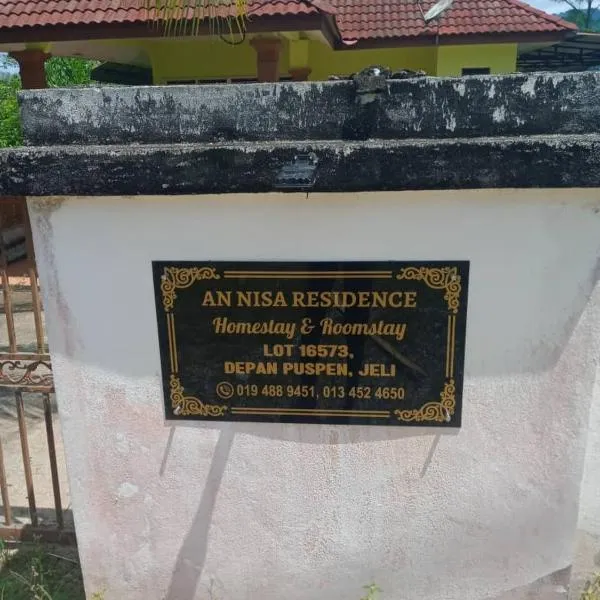 AN NISA RESIDENCE
Homestay & Roomstay
LOT 16573,
DEPAN PUSPEN, JELI
019 488 9451, 013 452 4650